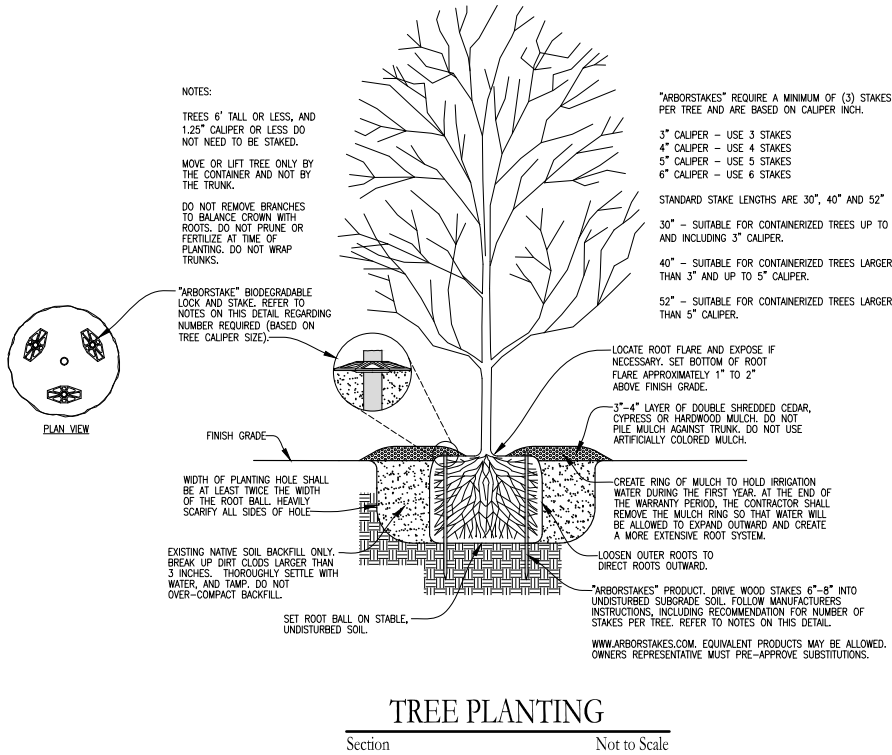 NOTES:
TREES 6' TALL OR LESS, AND
1.25" CALIPER OR LESS DO
NOT NEED TO BE STAKED.
MOVE OR LIFT TREE ONLY BY
THE CONTAINER AND NOT BY
THE TRUNK.
DO NOT REMOVE BRANCHES
TO BALANCE CROWN WITH
ROOTS. DO NOT PRUNE OR
FERTILIZE AT TIME OF
PLANTING. DO NOT WRAP
TRUNKS.
"ARBORSTAKE" BIODEGRADABLE
LOCK AND STAKE. REFER TO
NOTES ON THIS DETAIL REGARDING
NUMBER REQUIRED (BASED ON
TREE CALIPER SIZE).
PLAN VIEW
FINISH GRADE
WIDTH OF PLANTING HOLE SHALL
BE AT LEAST TWICE THE WIDTH
OF THE ROOT BALL HEAVILY
SCARIFY ALL SIDES OF HOLE
EXISTING NATIVE SOIL BACKFILL ONLY.
BREAK UP DIRT CLODS LARGER THAN
3 INCHES. THOROUGHLY SETTLE WITH
WATER, AND TAMP. DO NOT
OVER-COMPACT BACKFILL.
SET ROOT BALL ON STABLE,
UNDISTURBED SOIL.
"ARBORSTAKES" REQUIRE A MINIMUM OF (3) STAKES
PER TREE AND ARE BASED ON CALIPER INCH.
3" CALIPER - USE 3 STAKES
4" CALIPER - USE 4 STAKES
5" CALIPER - USE 5 STAKES
6" CALIPER - USE 6 STAKES
STANDARD STAKE LENGTHS ARE 30", 40" AND 52"
30" - SUITABLE FOR CONTAINERIZED TREES UP TO
AND INCLUDING 3" CALIPER.
40" - SUITABLE FOR CONTAINERIZED TREES LARGER
THAN 3" AND UP TO 5" CALIPER.
52" - SUITABLE FOR CONTAINERIZED TREES LARGER
THAN 5" CALIPER.
LOCATE ROOT FLARE AND EXPOSE IF
NECESSARY. SET BOTTOM OF ROOT
FLARE APPROXIMATELY 1" TO 2"
ABOVE FINISH GRADE.
3"-4" LAYER OF DOUBLE SHREDDED CEDAR,
CYPRESS OR HARDWOOD MULCH. DO NOT
PILE MULCH AGAINST TRUNK. DO NOT USE
ARTIFICIALLY COLORED MULCH.
CREATE RING OF MULCH TO HOLD IRRIGATION
WATER DURING THE FIRST YEAR. AT THE END OF
THE WARRANTY PERIOD, THE CONTRACTOR SHALL
REMOVE THE MULCH RING SO THAT WATER WILL
BE ALLOWED TO EXPAND OUTWARD AND CREATE
A MORE EXTENSIVE ROOT SYSTEM.
LOOSEN OUTER ROOTS TO
DIRECT ROOTS OUTWARD.
"ARBORSTAKES" PRODUCT. DRIVE WOOD STAKES 6"-8" INTO
UNDISTURBED SUBGRADE SOIL. FOLLOW MANUFACTURERS
INSTRUCTIONS, INCLUDING RECOMMENDATION FOR NUMBER OF
STAKES PER TREE. REFER TO NOTES ON THIS DETAIL.
WWW.ARBORSTAKES.COM. EQUIVALENT PRODUCTS MAY BE ALLOWED.
OWNERS REPRESENTATIVE MUST PRE-APPROVE SUBSTITUTIONS.
TREE PLANTING
Section Not to Scale